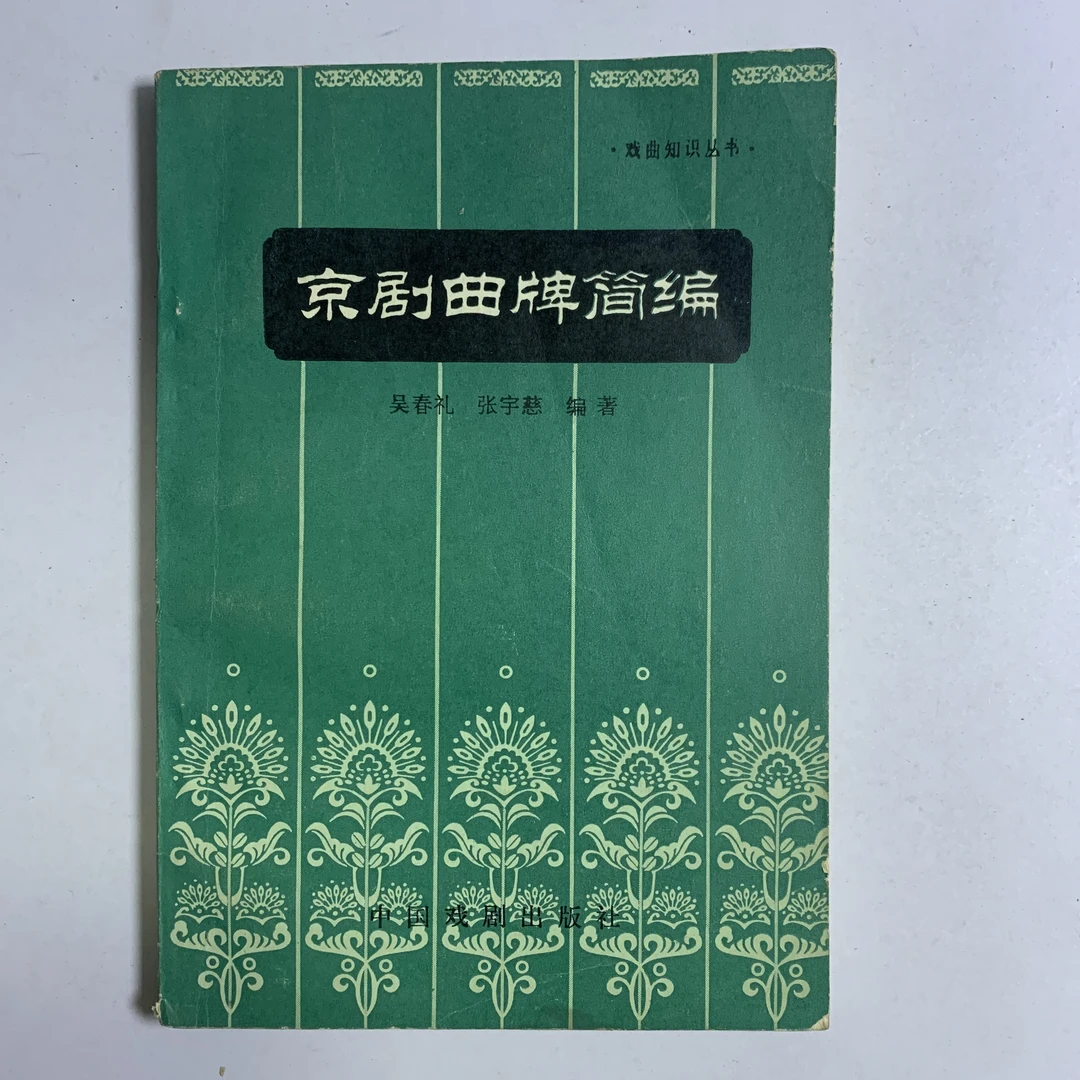 ·戏曲知识丛书·
京剧曲牌简编
吴春礼 张宇慈 编著
中国戏剧出版社